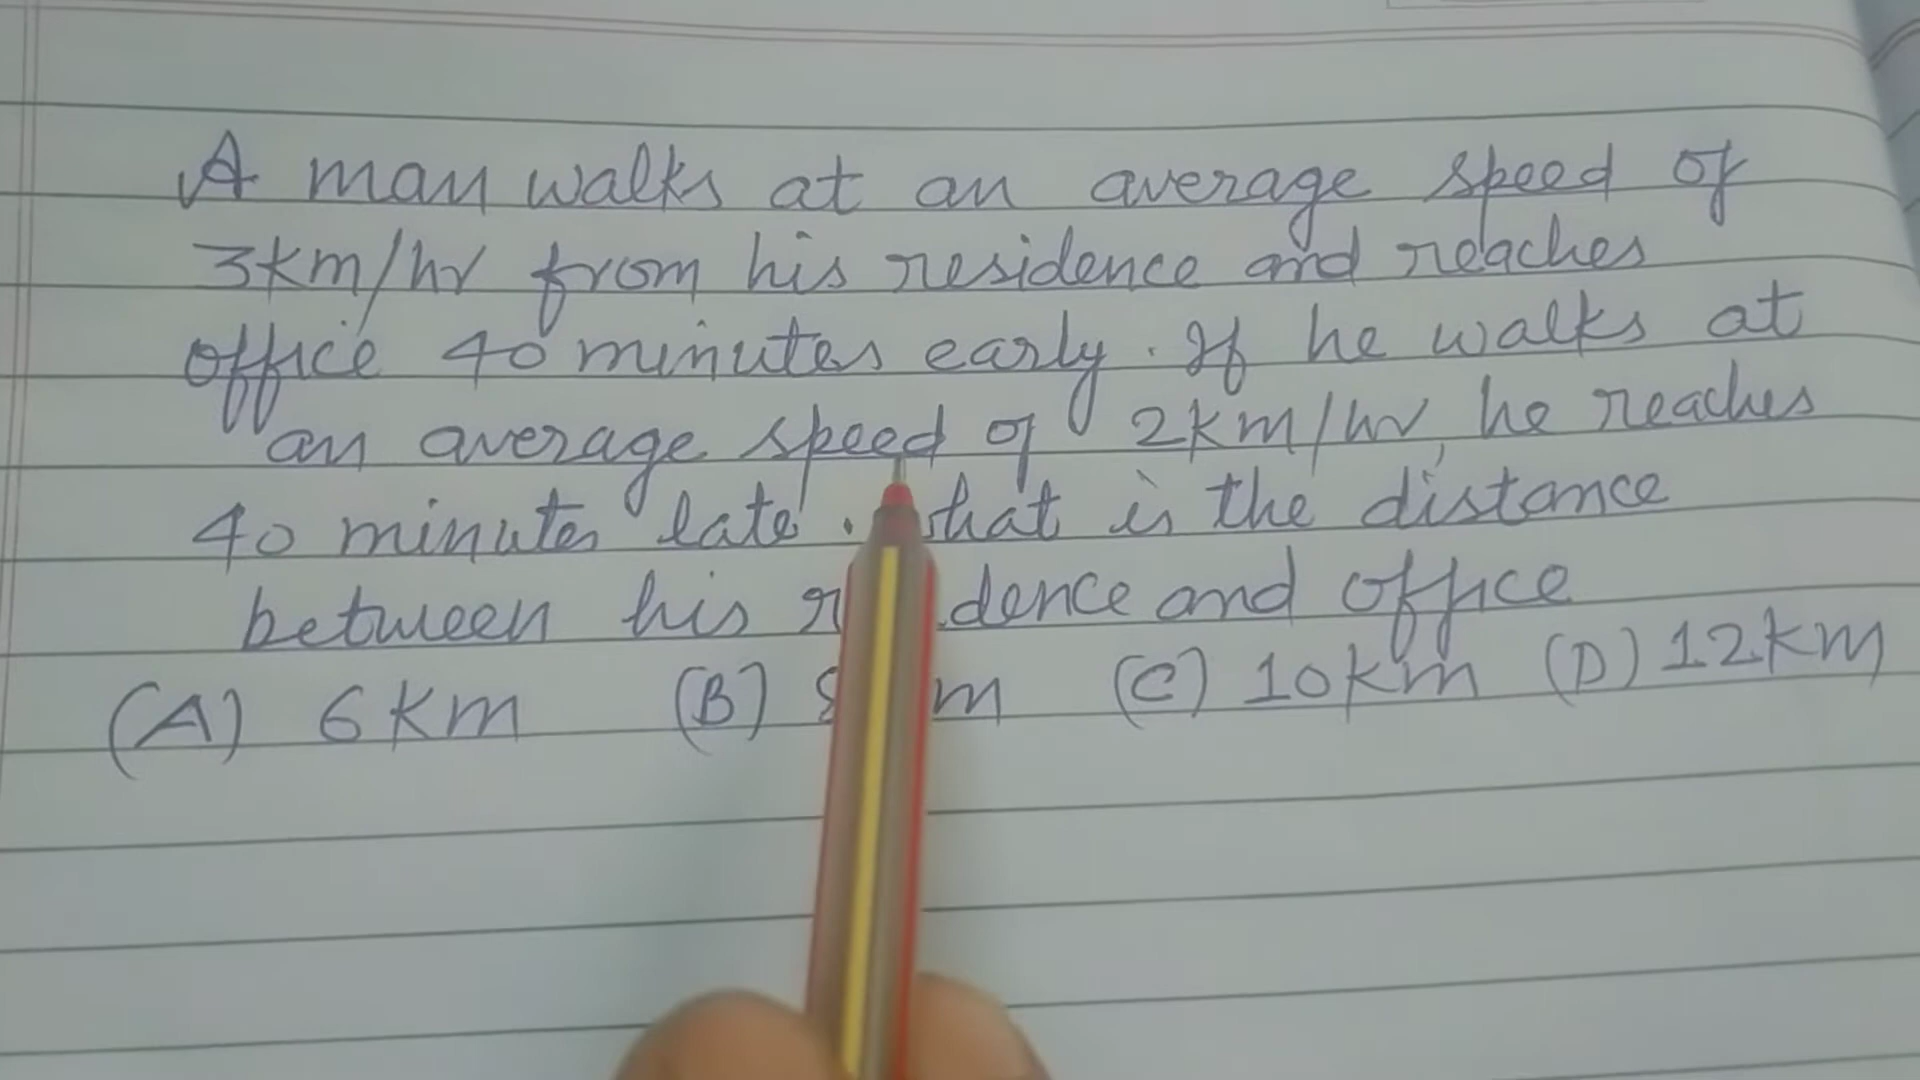 A man walks at an average speed of
3km/hr from his residence and reaches
office 40 minutes early. If he walks at
an average speed of 2km/hr, he reaches
40 minutes late. is the distance
between his and office
(A) 6km (B) (C) 10km (D) 12km